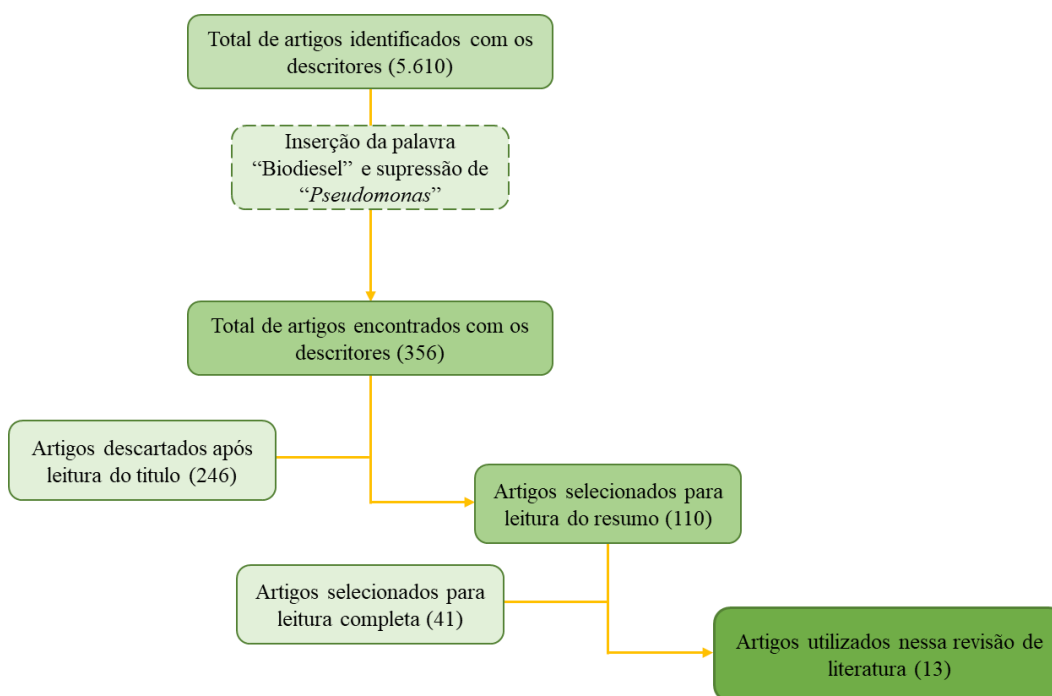 Total de artigos identificados com os
descritores (5.610)
Inserção da palavra
“Biodiesel” e supressão de
“Pseudomonas”
Total de artigos encontrados com os
descritores (356)
Artigos descartados após
leitura do titulo (246)
Artigos selecionados para
leitura do resumo (110)
Artigos selecionados para
leitura completa (41)
Artigos utilizados nessa revisão de
literatura (13)